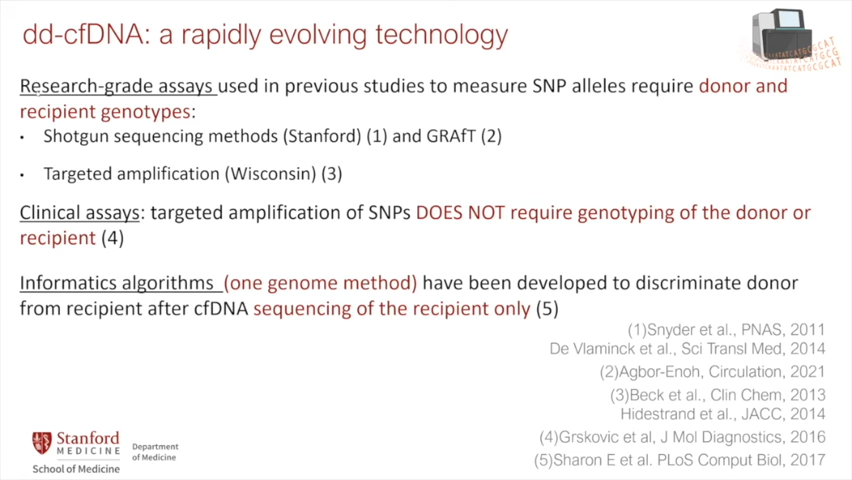 dd-cfDNA: a rapidly evolving technology
Research-grade assays used in previous studies to measure SNP alleles require donor and
recipient genotypes:
• Shotgun sequencing methods (Stanford) (1) and GRAfT (2)
• Targeted amplification (Wisconsin) (3)
Clinical assays: targeted amplification of SNPs DOES NOT require genotyping of the donor or
recipient (4)
Informatics algorithms (one genome method) have been developed to discriminate donor
from recipient after cfDNA sequencing of the recipient only (5)
(1)Snyder et al., PNAS, 2011
De Vlaminck et al., Sci Transl Med, 2014
(2)Agbor-Enoh, Circulation, 2021
(3)Beck et al., Clin Chem, 2013
Hidestrand et al., JACC, 2014
(4)Grskovic et al, J Mol Diagnostics, 2016
(5)Sharon E et al. PLoS Comput Biol, 2017
Stanford
MEDICINE
School of Medicine
Department
of Medicine